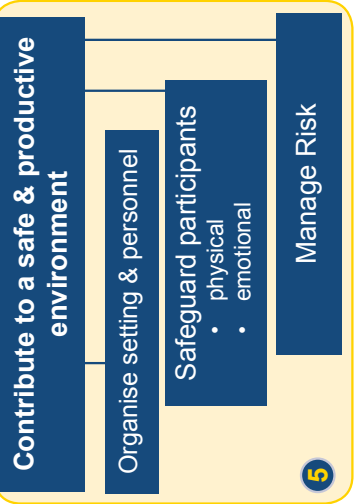 Contribute to a safe & productive
environment
Organise setting & personnel
Safeguard participants
• physical
• emotional
Manage Risk
5